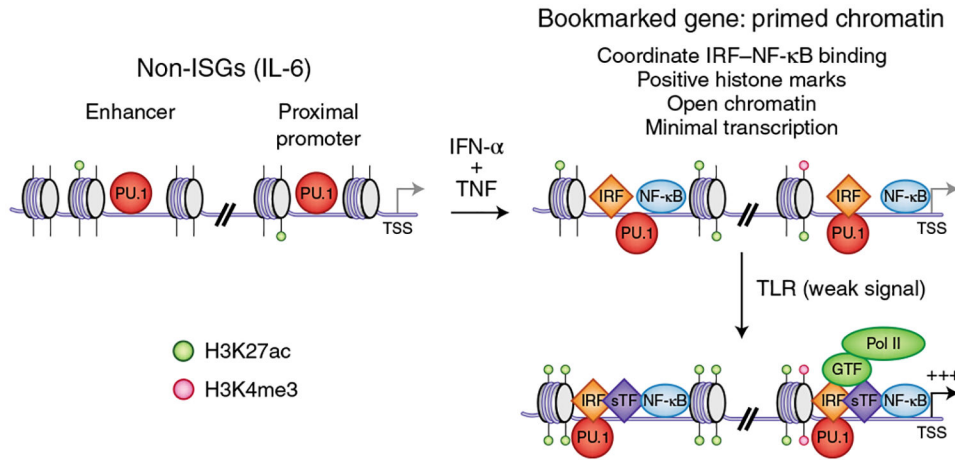 Bookmarked gene: primed chromatin
Coordinate IRF–NF-κB binding
Positive histone marks
Open chromatin
Minimal transcription
Non-ISGs (IL-6)
Enhancer
Proximal
promoter
PU.1
PU.1
TSS
IFN-α
+
TNF
IRF
NF-κB
PU.1
IRF
NF-κB
PU.1
TSS
TLR (weak signal)
H3K27ac
H3K4me3
IRF
sTF
NF-κB
PU.1
Pol II
GTF
IRF
sTF
NF-κB
PU.1
+++
TSS